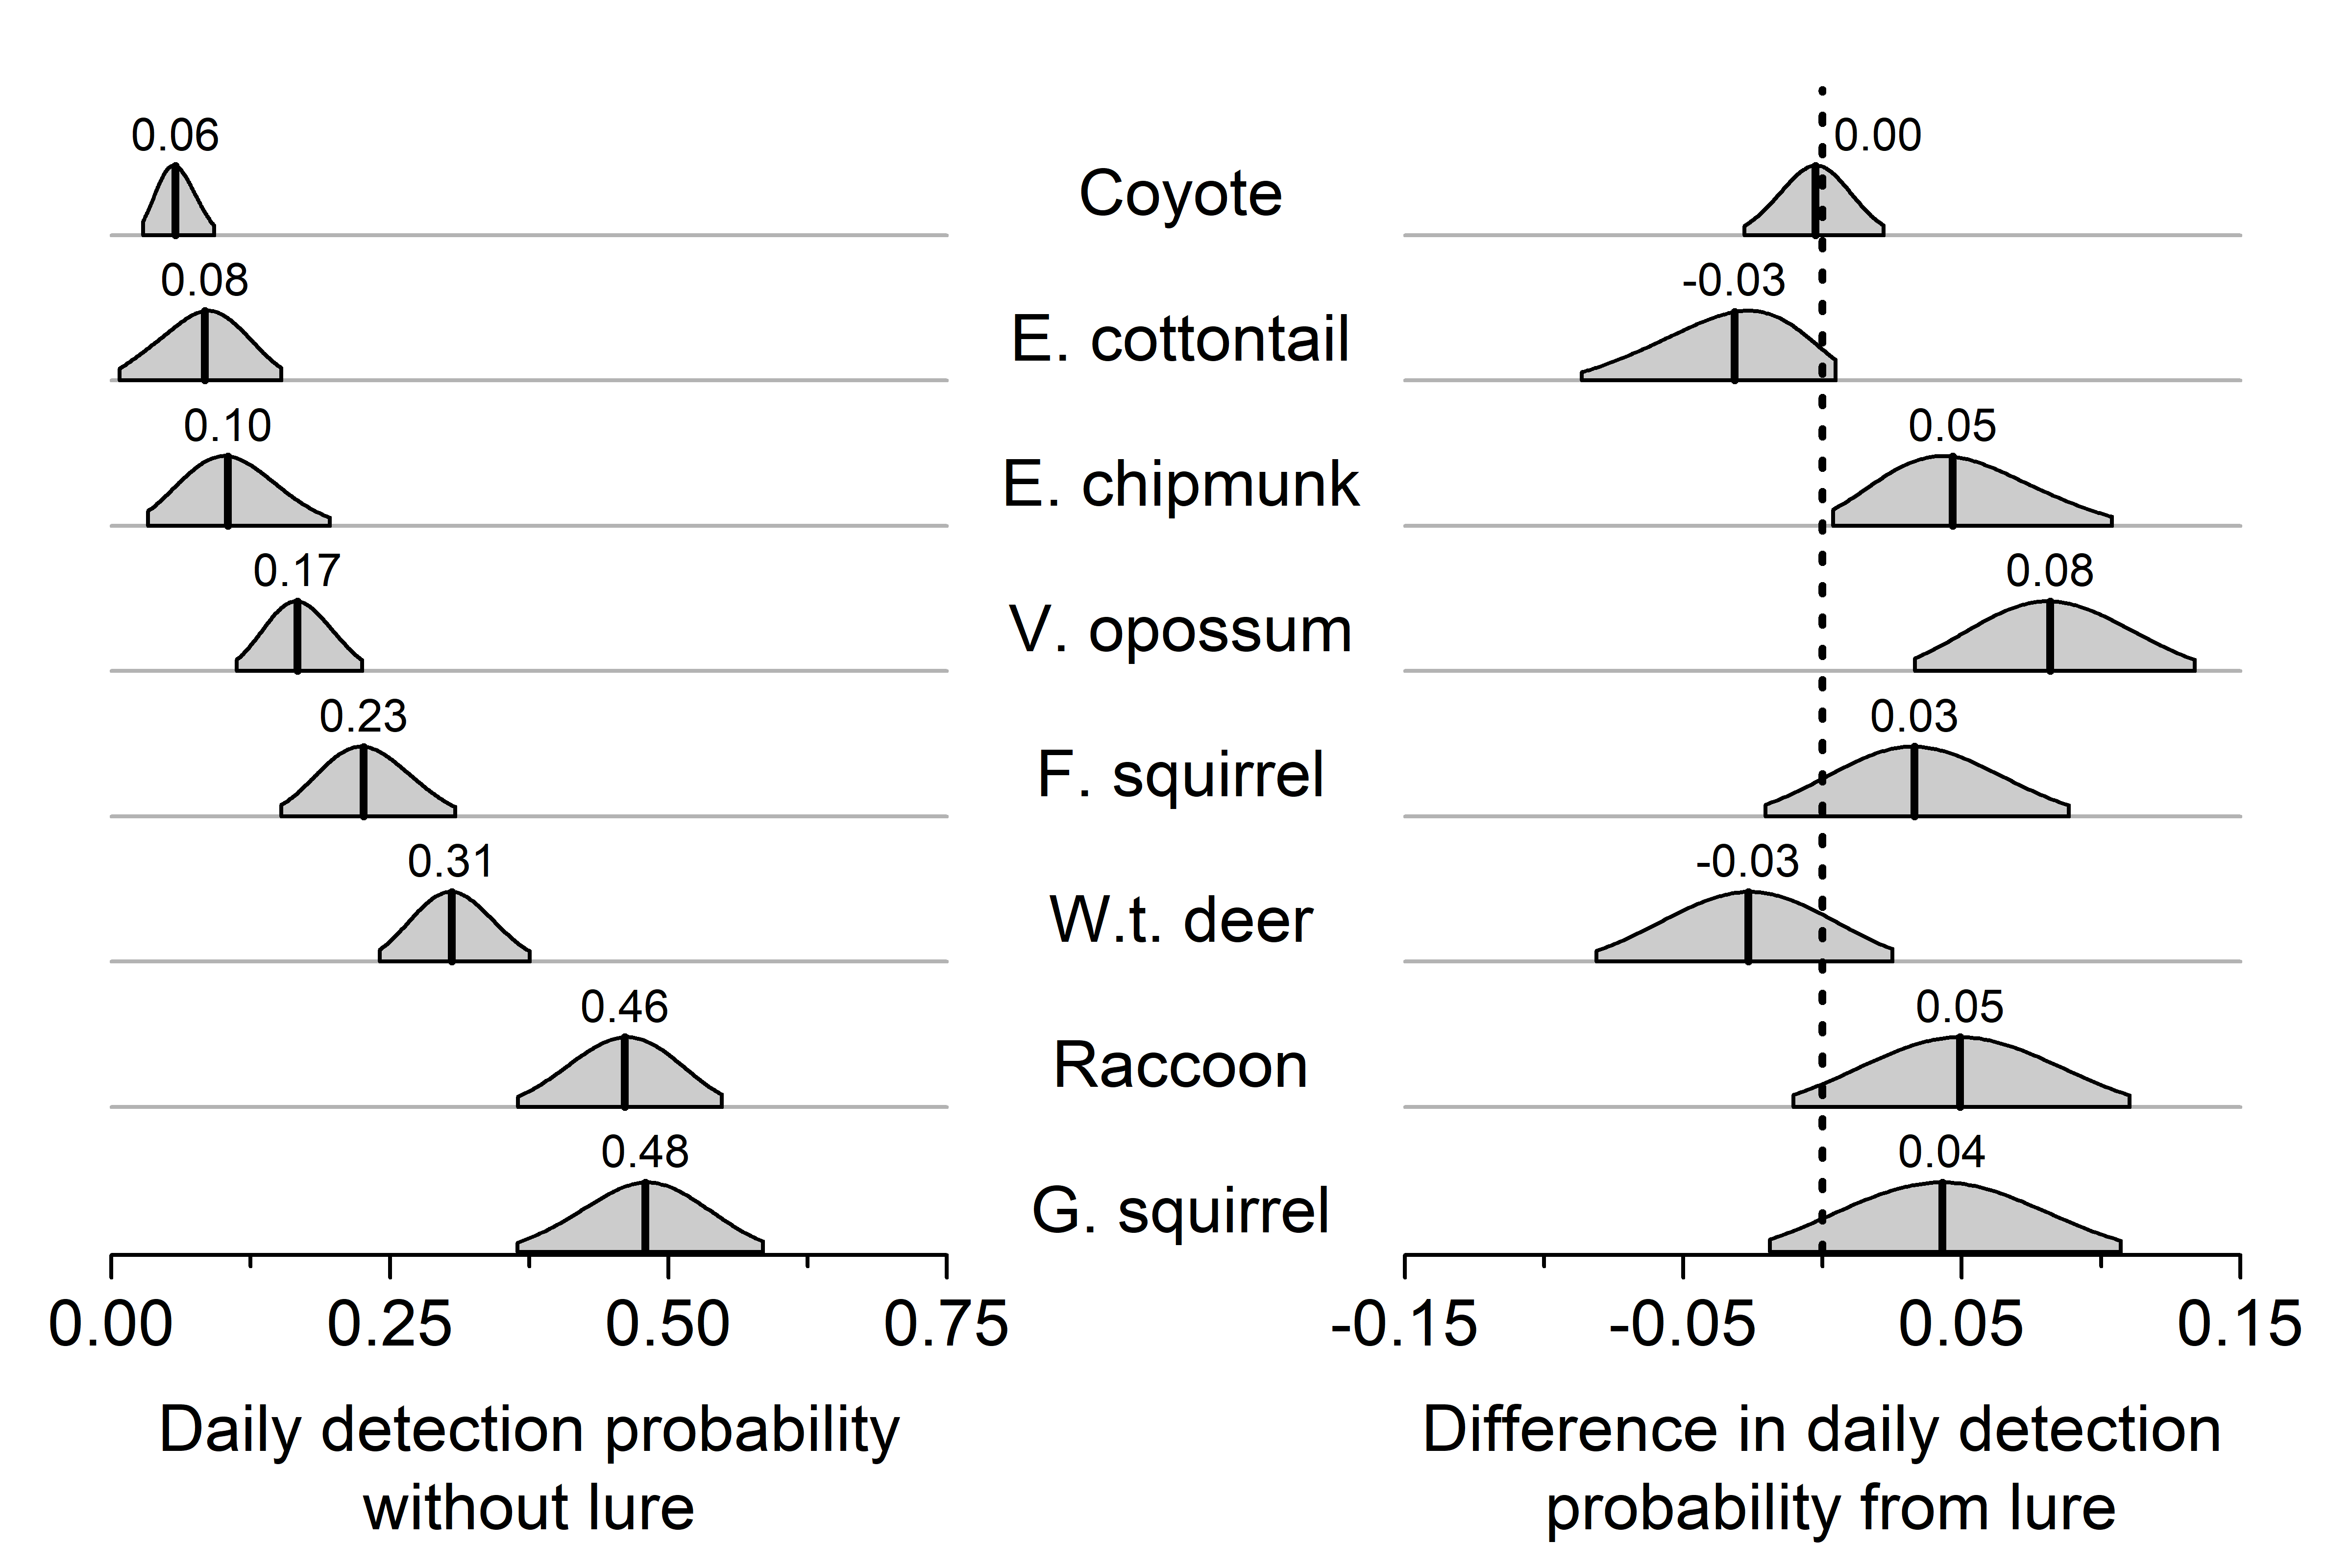 0.06 Coyote 0.00
0.08 E. cottontail -0.03
0.10 E. chipmunk 0.05
0.17 V. opossum 0.08
0.23 F. squirrel 0.03
0.31 W.t. deer -0.03
0.46 Raccoon 0.05
0.48 G. squirrel 0.04
0.00 0.25 0.50 0.75
-0.15 -0.05 0.05 0.15
Daily detection probability
without lure
Difference in daily detection
probability from lure